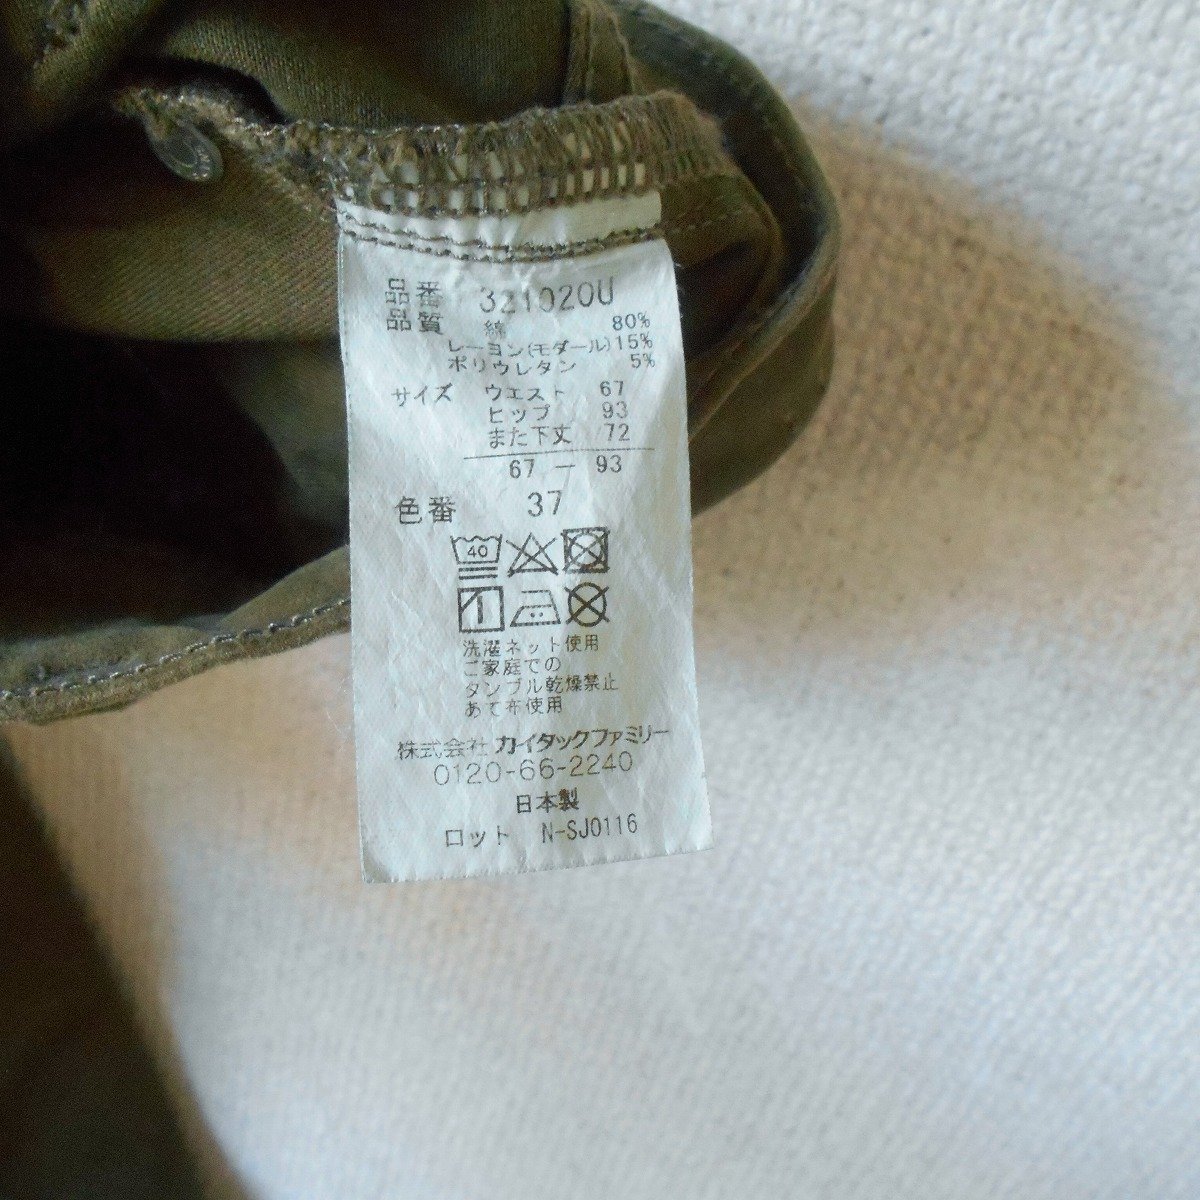 品番 321020U
品質 綿 80%
レーヨン(モダール)15%
ポリウレタン 5%
サイズ ウエスト 67
ヒップ 93
また下丈 72
67 － 93
色番 37
40
洗濯ネット使用
ご家庭での
タンブル乾燥禁止
あて布使用
株式会社 カイタックファミリー
0120-66-2240
日本製
ロット N-SJ0116